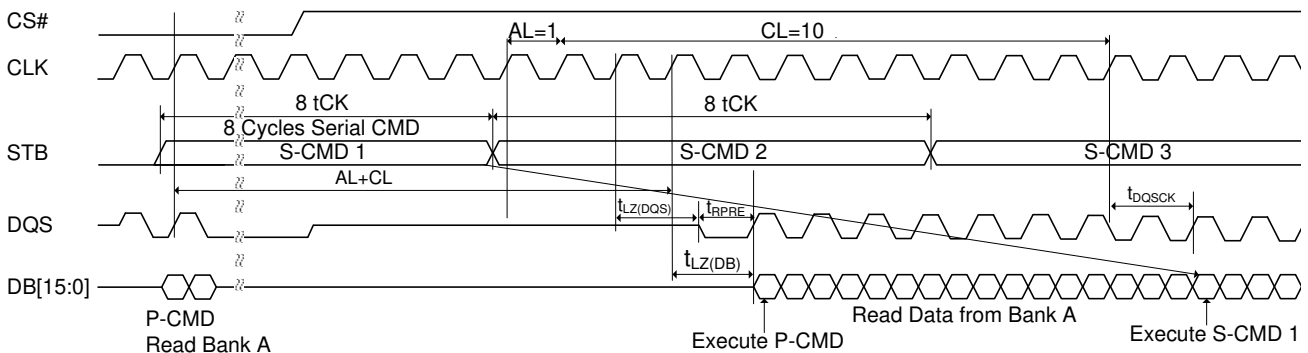 CS#
AL=1
CL=10
CLK
8 tCK
8 tCK
8 Cycles Serial CMD
STB
S-CMD 1
S-CMD 2
S-CMD 3
AL+CL
tLZ(DQS)
tRPRE
tDQSCK
DQS
tLZ(DB)
DB[15:0]
P-CMD
Read Bank A
Read Data from Bank A
Execute P-CMD
Execute S-CMD 1